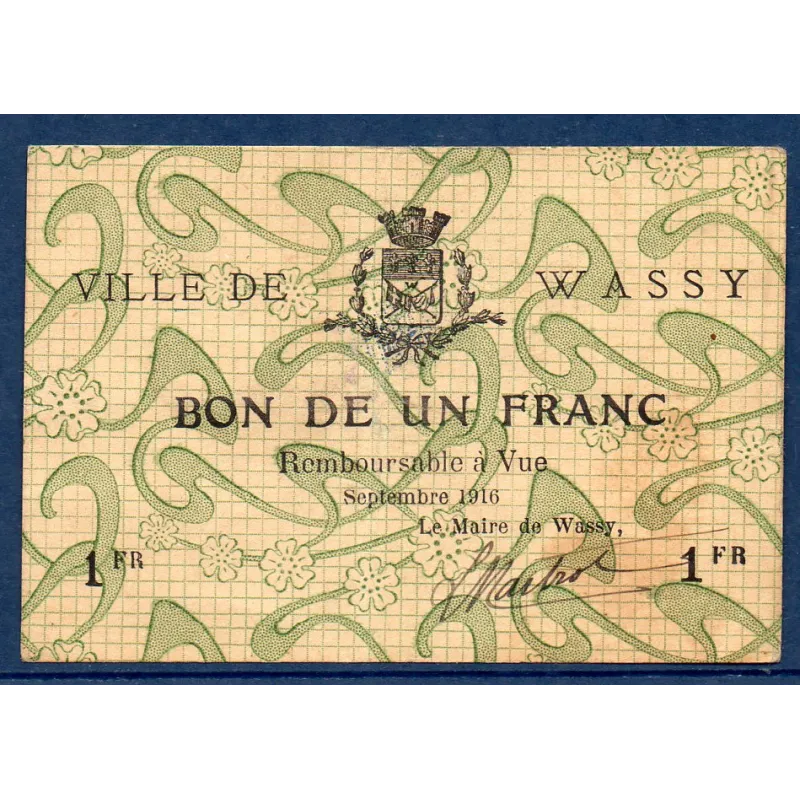 VILLE DE WASSY
BON DE UN FRANC
Remboursable à Vue
Septembre 1916
Le Maire de Wassy,
1 FR 1 FR